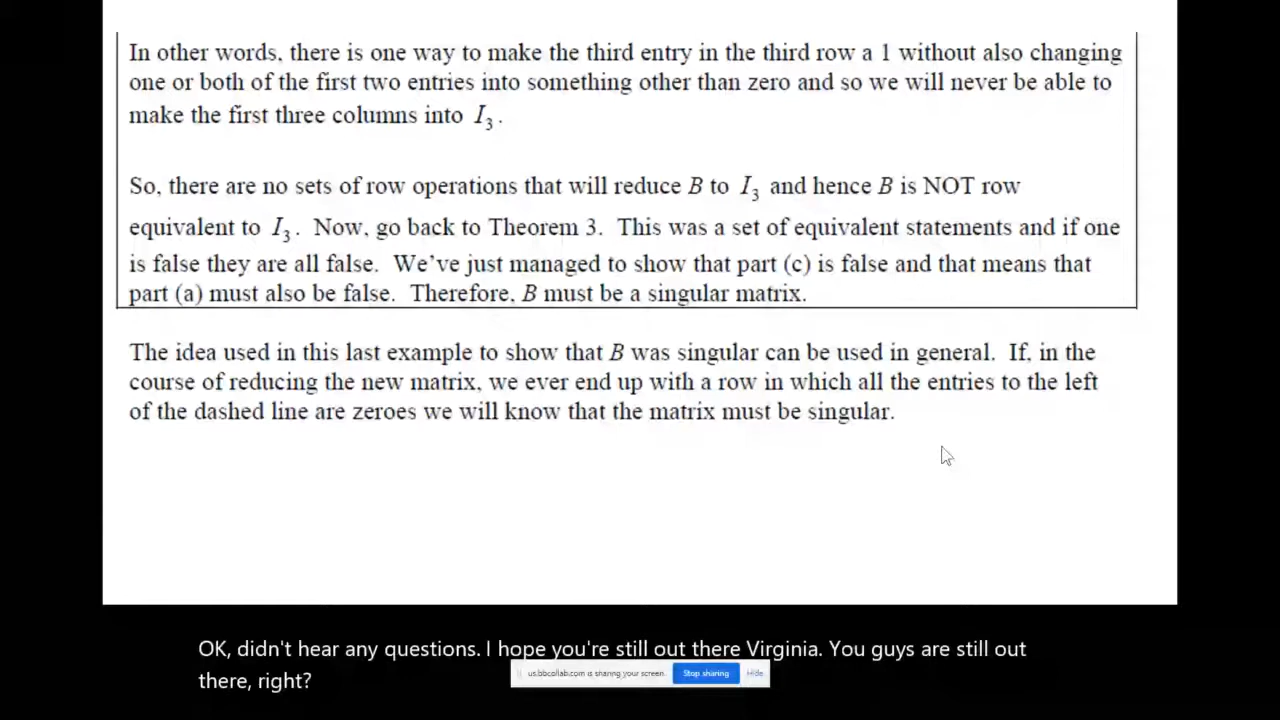 In other words, there is one way to make the third entry in the third row a 1 without also changing
one or both of the first two entries into something other than zero and so we will never be able to
make the first three columns into I₃.
So, there are no sets of row operations that will reduce B to I₃ and hence B is NOT row
equivalent to I₃. Now, go back to Theorem 3. This was a set of equivalent statements and if one
is false they are all false. We've just managed to show that part (c) is false and that means that
part (a) must also be false. Therefore, B must be a singular matrix.
The idea used in this last example to show that B was singular can be used in general. If, in the
course of reducing the new matrix, we ever end up with a row in which all the entries to the left
of the dashed line are zeroes we will know that the matrix must be singular.
OK, didn't hear any questions. I hope you're still out there Virginia. You guys are still out
there, right?
us.bbcollab.com is sharing your screen.
Stop sharing
Hide